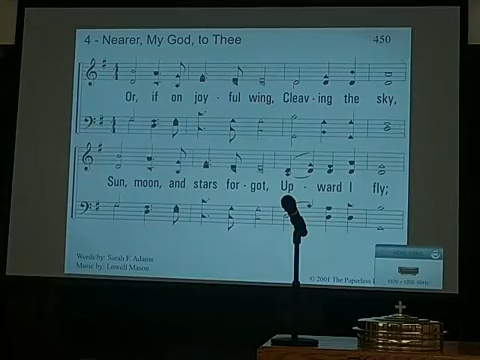 4 - Nearer, My God, to Thee
450
Or, if on joy - ful wing, Cleav - ing the sky,
Sun, moon, and stars for - got, Up - ward I fly;
Words by: Sarah F. Adams
Music by: Lowell Mason
© 2001 The Paperless